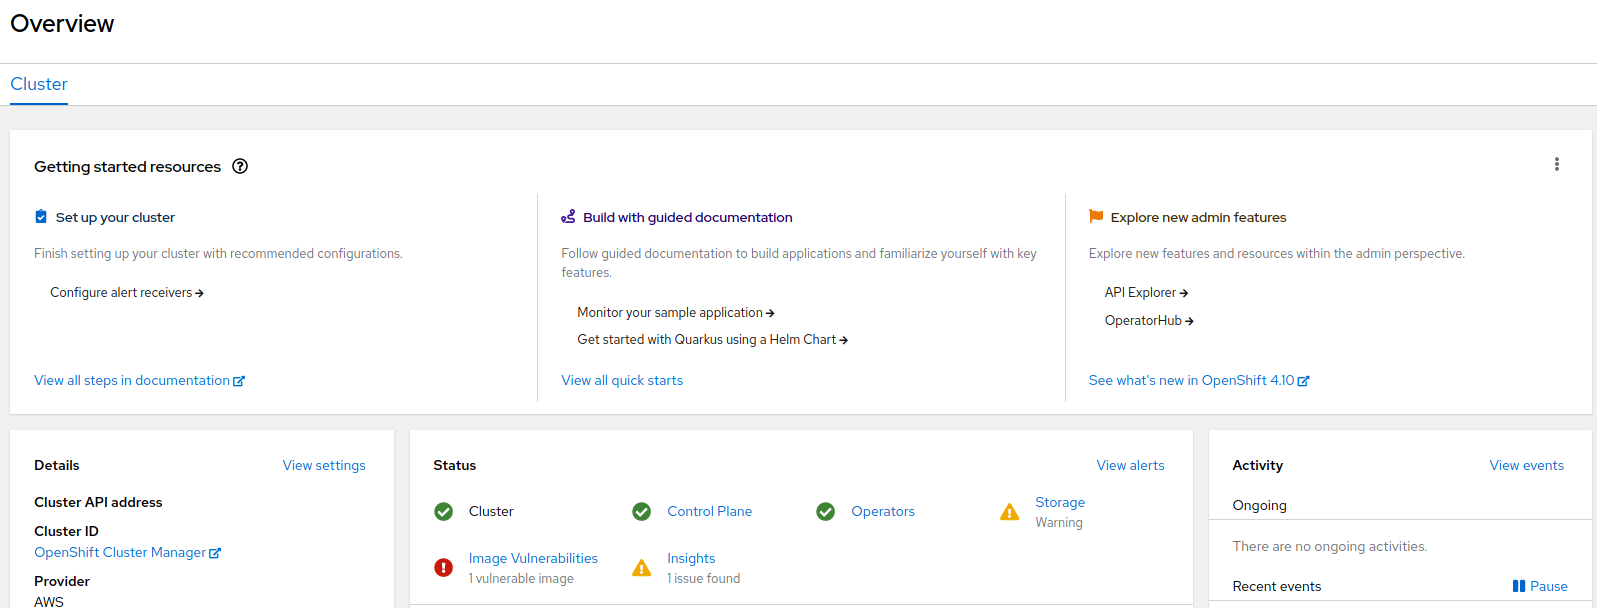 Overview
Cluster
Getting started resources
Set up your cluster
Finish setting up your cluster with recommended configurations.
Configure alert receivers
View all steps in documentation
Build with guided documentation
Follow guided documentation to build applications and familiarize yourself with key
features.
Monitor your sample application
Get started with Quarkus using a Helm Chart
View all quick starts
Explore new admin features
Explore new features and resources within the admin perspective.
API Explorer
OperatorHub
See what's new in OpenShift 4.10
Details
View settings
Cluster API address
Cluster ID
OpenShift Cluster Manager
Provider
AWS
Status
View alerts
Cluster
Control Plane
Operators
Storage
Warning
Image Vulnerabilities
1 vulnerable image
Insights
1 issue found
Activity
View events
Ongoing
There are no ongoing activities.
Recent events
Pause